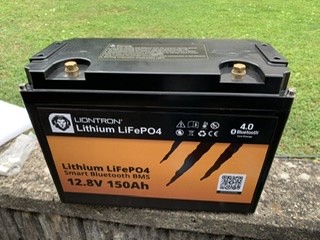 LIONTRON®
Lithium LiFePO4
4.0
Bluetooth®
Lithium LiFePO4
Smart Bluetooth BMS
12.8V 150Ah